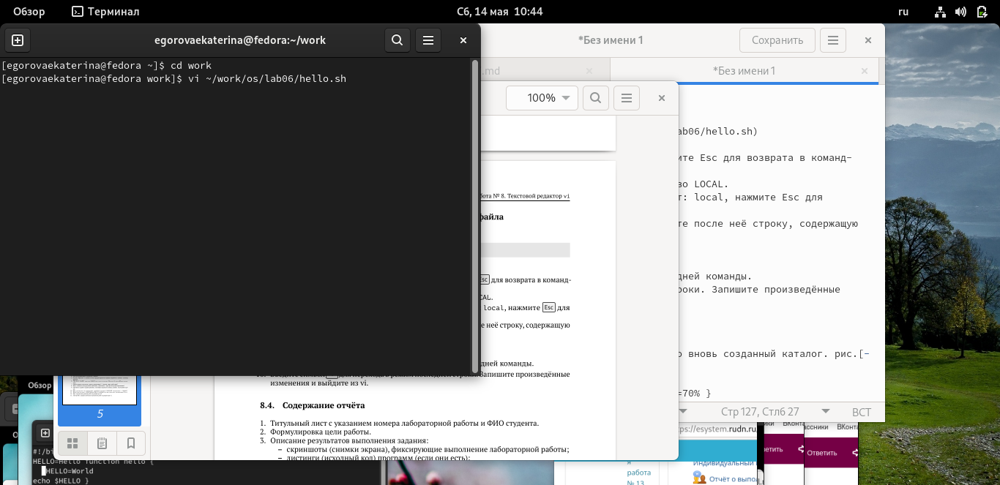 Обзор
Терминал
Сб, 14 мая 10:44
ru
egorovaekaterina@fedora:~/work
[egorovaekaterina@fedora ~]$ cd work
[egorovaekaterina@fedora work]$ vi ~/work/os/lab06/hello.sh
*Без имени 1
Сохранить
.md
*Без имени 1
100%
ab06/hello.sh)
ите Esc для возврата в команд-
во LOCAL.
т: local, нажмите Esc для
те после неё строку, содержащую
дней команды.
роки. Запишите произведённые
о вновь созданный каталог. рис.[-
=70% }
Стр 127, Стлб 27
ВСТ
бота № 8. Текстовой редактор vi
файла
Esc для возврата в команд-
CAL.
local, нажмите Esc для
е неё строку, содержащую
дней команды.
Запишите произведённые
изменения и выйдите из vi.
8.4. Содержание отчёта
1. Титульный лист с указанием номера лабораторной работы и ФИО студента.
2. Формулировка цели работы.
3. Описание результатов выполнения задания:
– скриншоты (снимки экрана), фиксирующие выполнение лабораторной работы;
– листинги (исходный код) программ (если они есть);
5
Обзор
#!/bi
HELLO=Hello function hello {
HELLO=World
echo $HELLO }
ps://esystem.rudn.ru
ники ВКонт
ассники ВКонта
ветить
Ответить
я
работа
№ 13
Индивидуальный
Отчёт о выпол